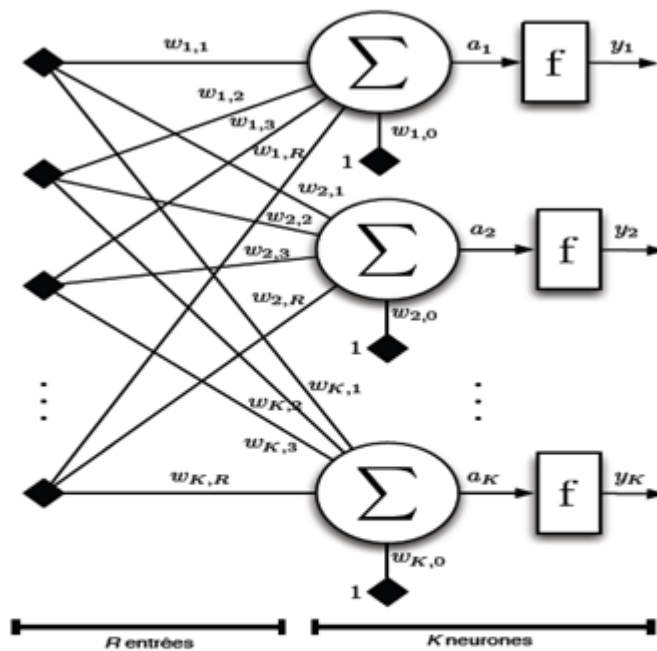 w1,1
a1
f
y1
Σ
w1,2
w1,3
w1,R
w1,0
1
w2,1
w2,2
a2
f
y2
Σ
w2,3
w2,R
w2,0
1
wK,1
wK,2
wK,3
wK,R
Σ
aK
f
yK
wK,0
1
R entrées
K neurones